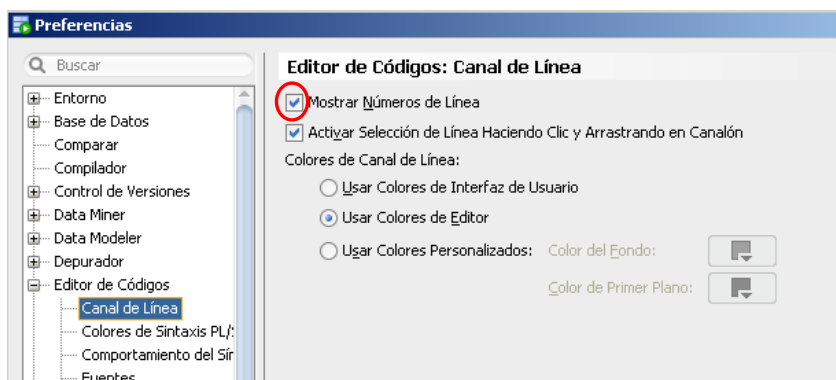 Preferencias
Buscar
Entorno
Base de Datos
Comparar
Compilador
Control de Versiones
Data Miner
Data Modeler
Depurador
Editor de Códigos
Canal de Línea
Colores de Sintaxis PL/
Comportamiento del Sír
Fuentes
Editor de Códigos: Canal de Línea
Mostrar Números de Línea
Activar Selección de Línea Haciendo Clic y Arrastrando en Canalón
Colores de Canal de Línea:
Usar Colores de Interfaz de Usuario
Usar Colores de Editor
Usar Colores Personalizados: Color del Fondo:
Color de Primer Plano: